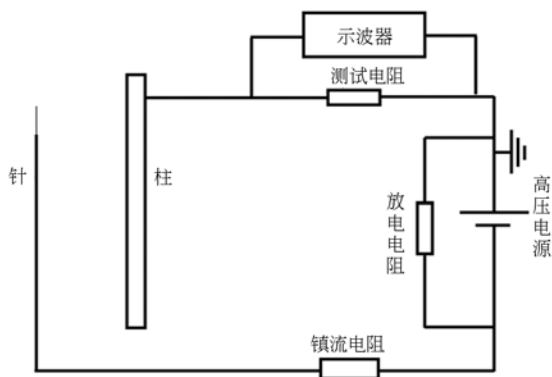 示波器
测试电阻
针
柱
放电电阻
高压电源
镇流电阻